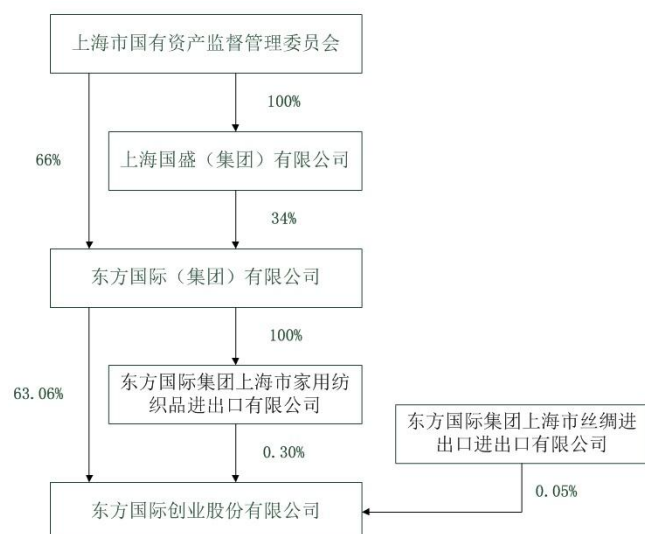 上海市国有资产监督管理委员会
100%
66%
上海国盛（集团）有限公司
34%
东方国际（集团）有限公司
100%
63.06%
东方国际集团上海市家用纺
织品进出口有限公司
东方国际集团上海市丝绸进
出口进出口有限公司
0.30%
0.05%
东方国际创业股份有限公司